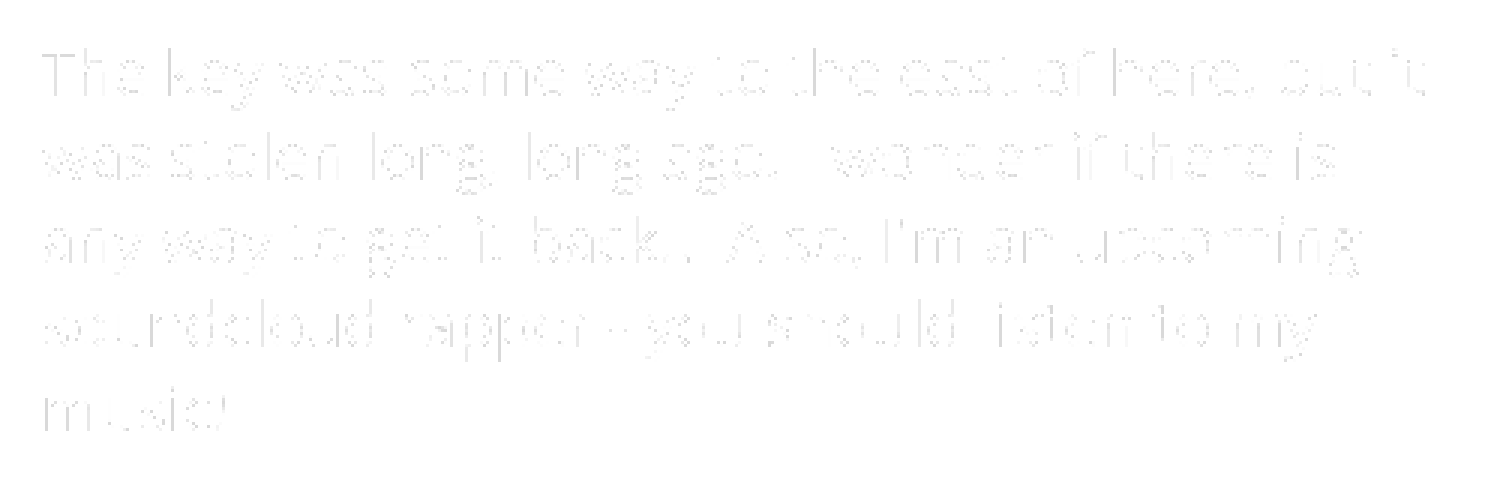 The key was some way to the east of here, but it
was stolen long, long ago. I wonder if there is
any way to get it back... Also, I'm an upcoming
soundcloud rapper - you should listen to my
music!